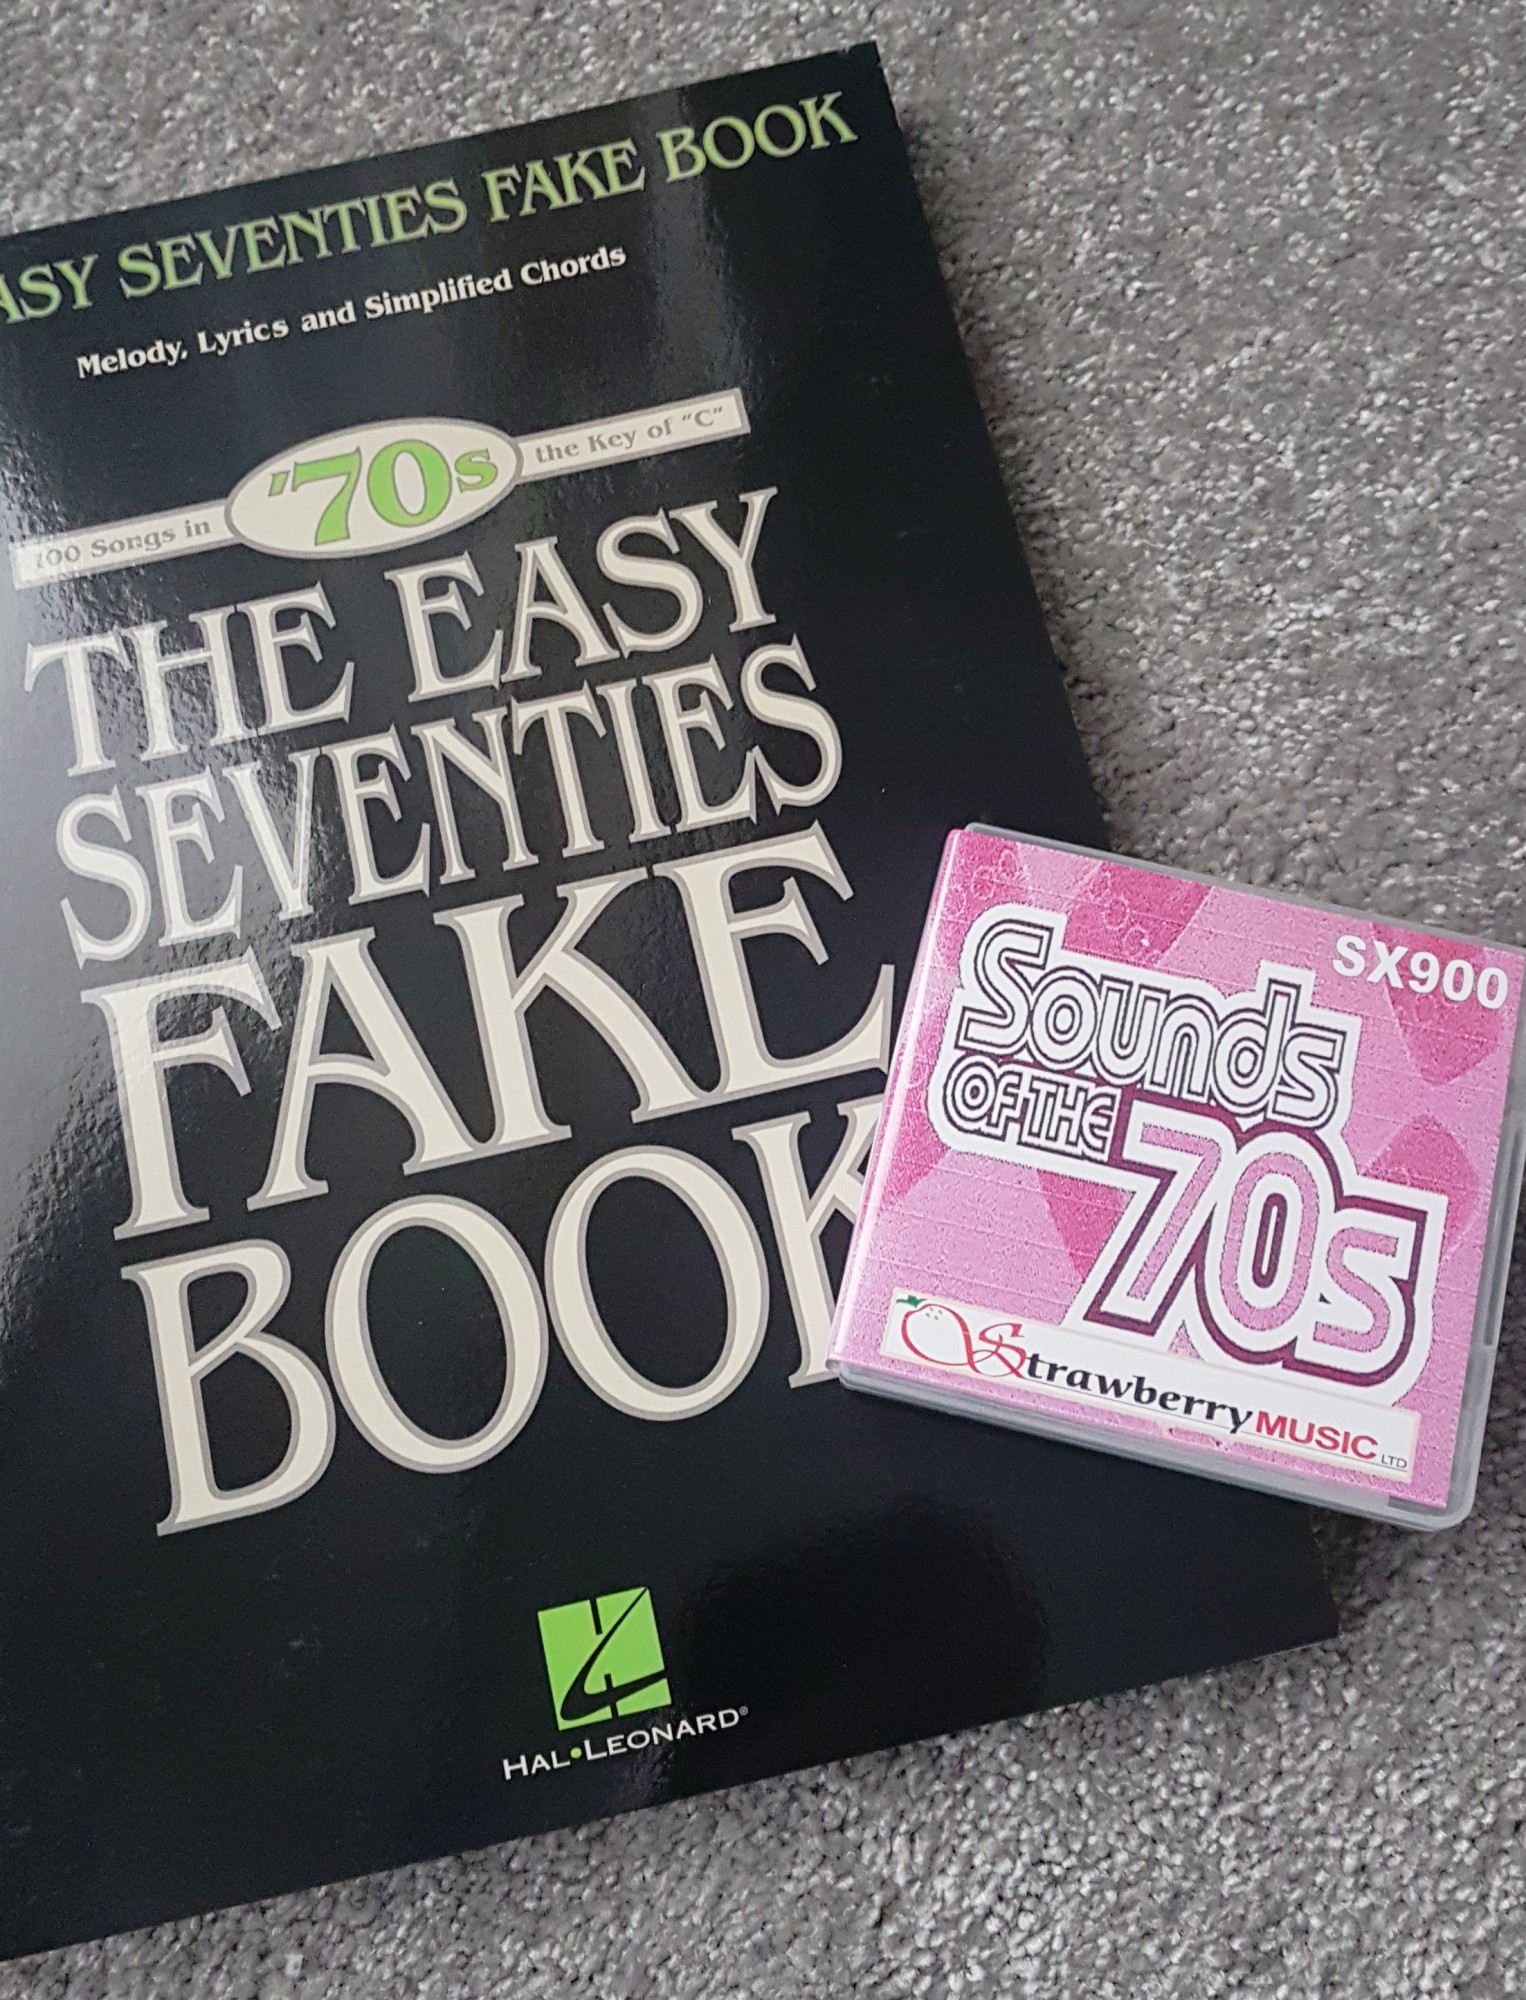 ASY SEVENTIES FAKE BOOK
Melody, Lyrics and Simplified Chords
100 Songs in '70s the Key of "C"
THE EASY
SEVENTIES
FAKE
BOOK
HAL•LEONARD®
SX900
Sounds
OF THE 70s
StrawberryMUSIC LTD